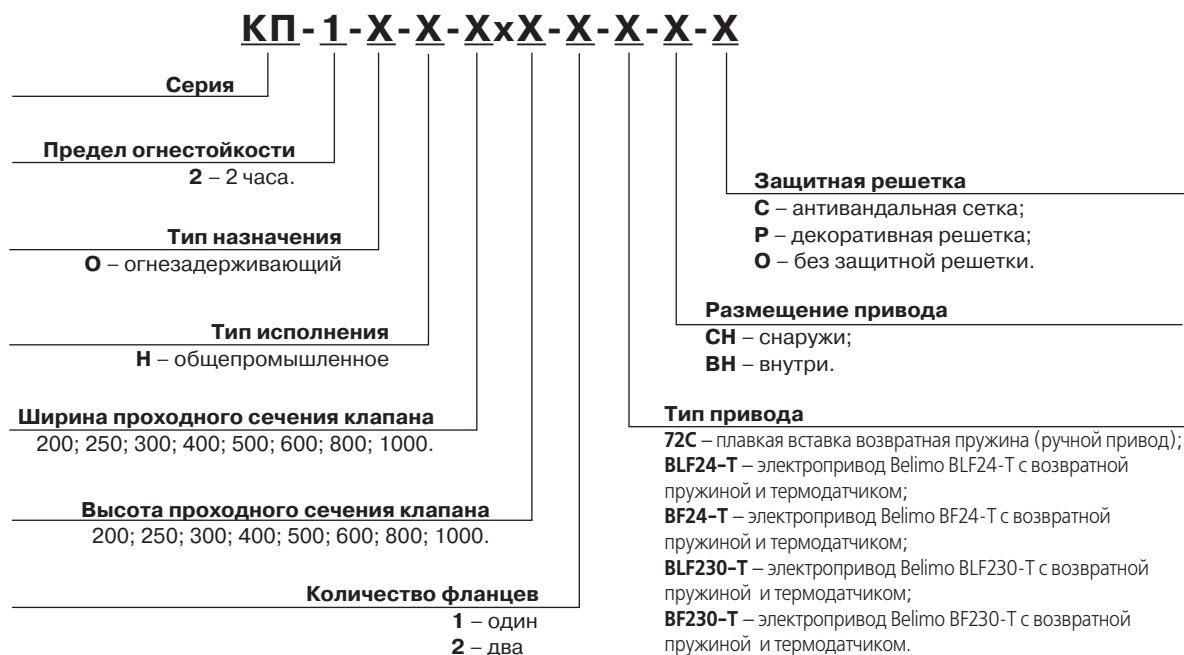 КП-1-Х-Х-ХхХ-Х-Х-Х-Х
Серия
Предел огнестойкости
2 – 2 часа.
Тип назначения
О – огнезадерживающий
Тип исполнения
Н – общепромышленное
Ширина проходного сечения клапана
200; 250; 300; 400; 500; 600; 800; 1000.
Высота проходного сечения клапана
200; 250; 300; 400; 500; 600; 800; 1000.
Количество фланцев
1 – один
2 – два
Защитная решетка
С – антивандальная сетка;
Р – декоративная решетка;
О – без защитной решетки.
Размещение привода
СН – снаружи;
ВН – внутри.
Тип привода
72С – плавкая вставка возвратная пружина (ручной привод);
BLF24–T – электропривод Belimo BLF24-T с возвратной
пружиной и термодатчиком;
BF24–T – электропривод Belimo BF24-T с возвратной
пружиной и термодатчиком;
BLF230–T – электропривод Belimo BLF230-T с возвратной
пружиной и термодатчиком;
BF230–T – электропривод Belimo BF230-T с возвратной
пружиной и термодатчиком.